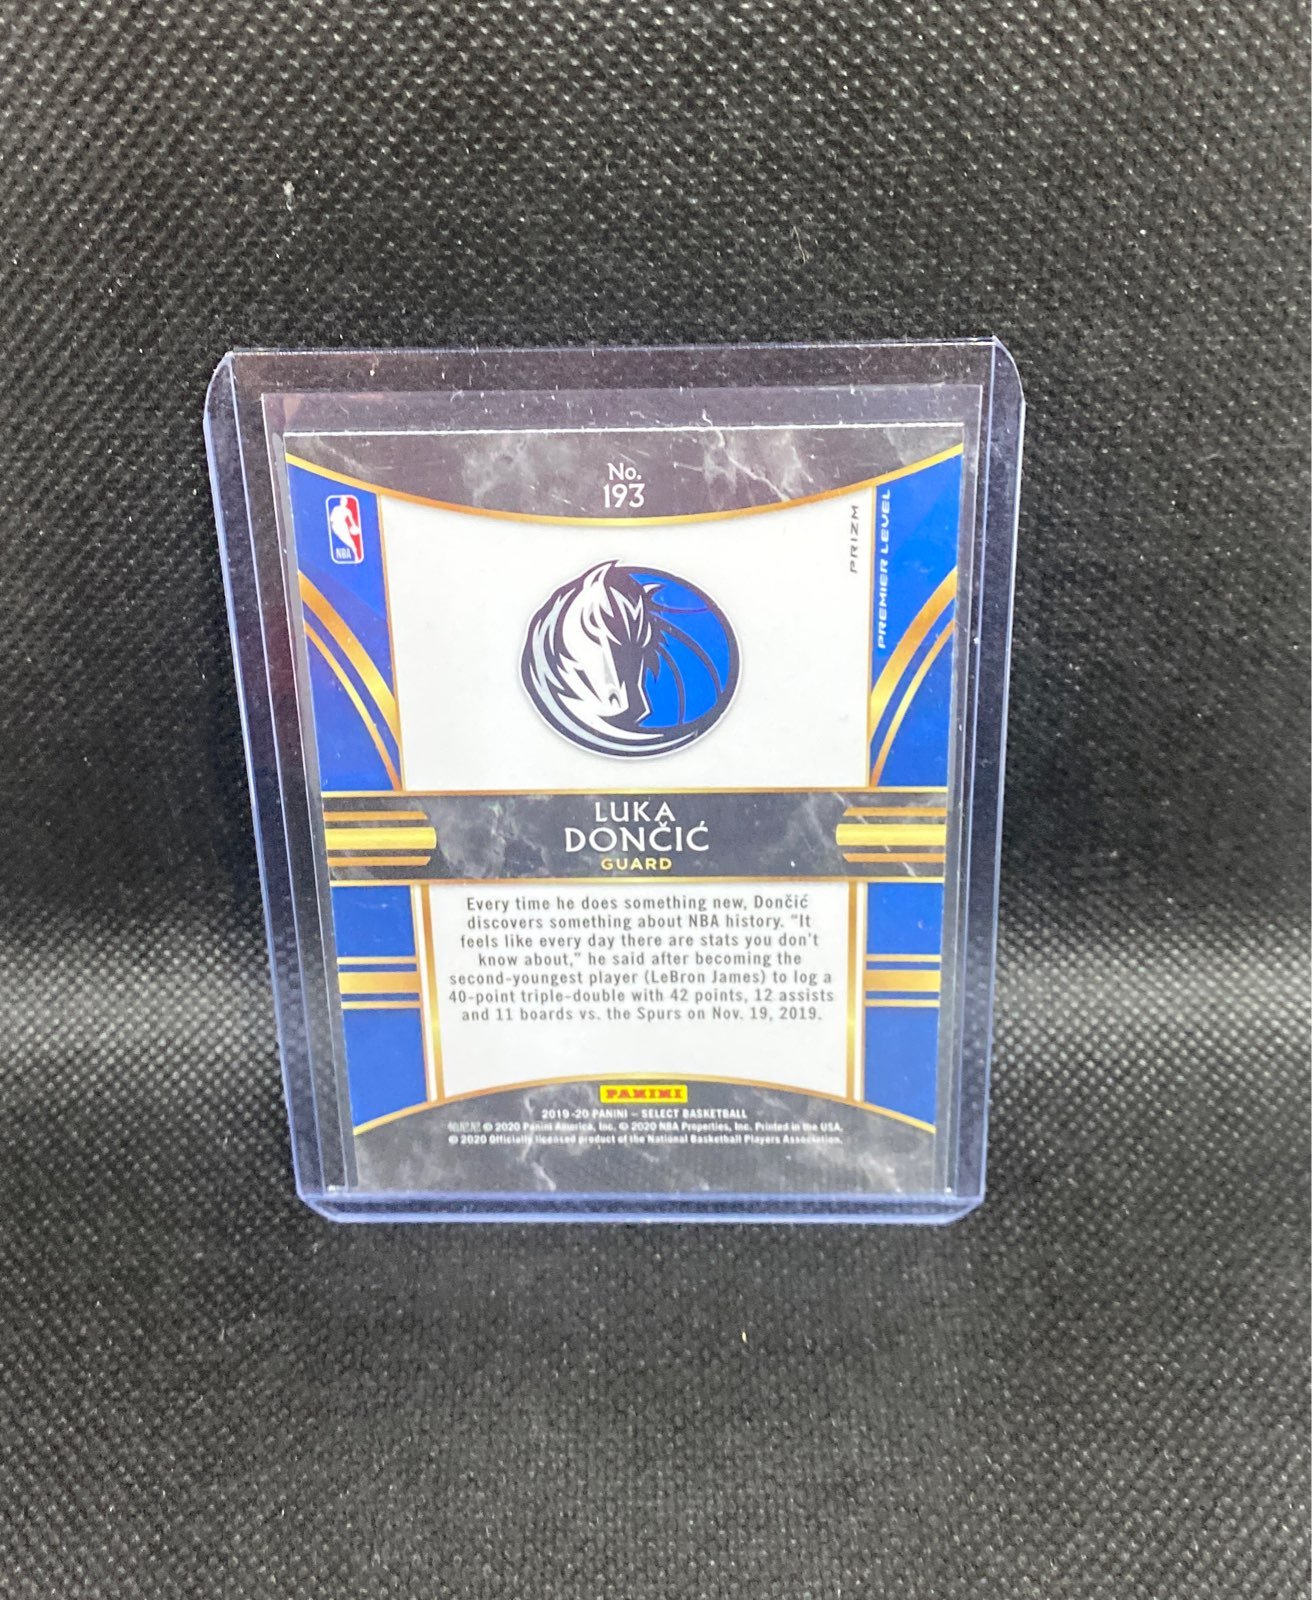 No.
193
NBA
PRIZM
PREMIER LEVEL
LUKA
DONČIĆ
GUARD
Every time he does something new, Dončić
discovers something about NBA history. "It
feels like every day there are stats you don't
know about," he said after becoming the
second-youngest player (LeBron James) to log a
40-point triple-double with 42 points, 12 assists
and 11 boards vs. the Spurs on Nov. 19, 2019.
PANINI
2019-20 PANINI – SELECT BASKETBALL
© 2020 Panini America, Inc. © 2020 NBA Properties, Inc. Printed in the USA.
© 2020 Officially licensed product of the National Basketball Players Association.